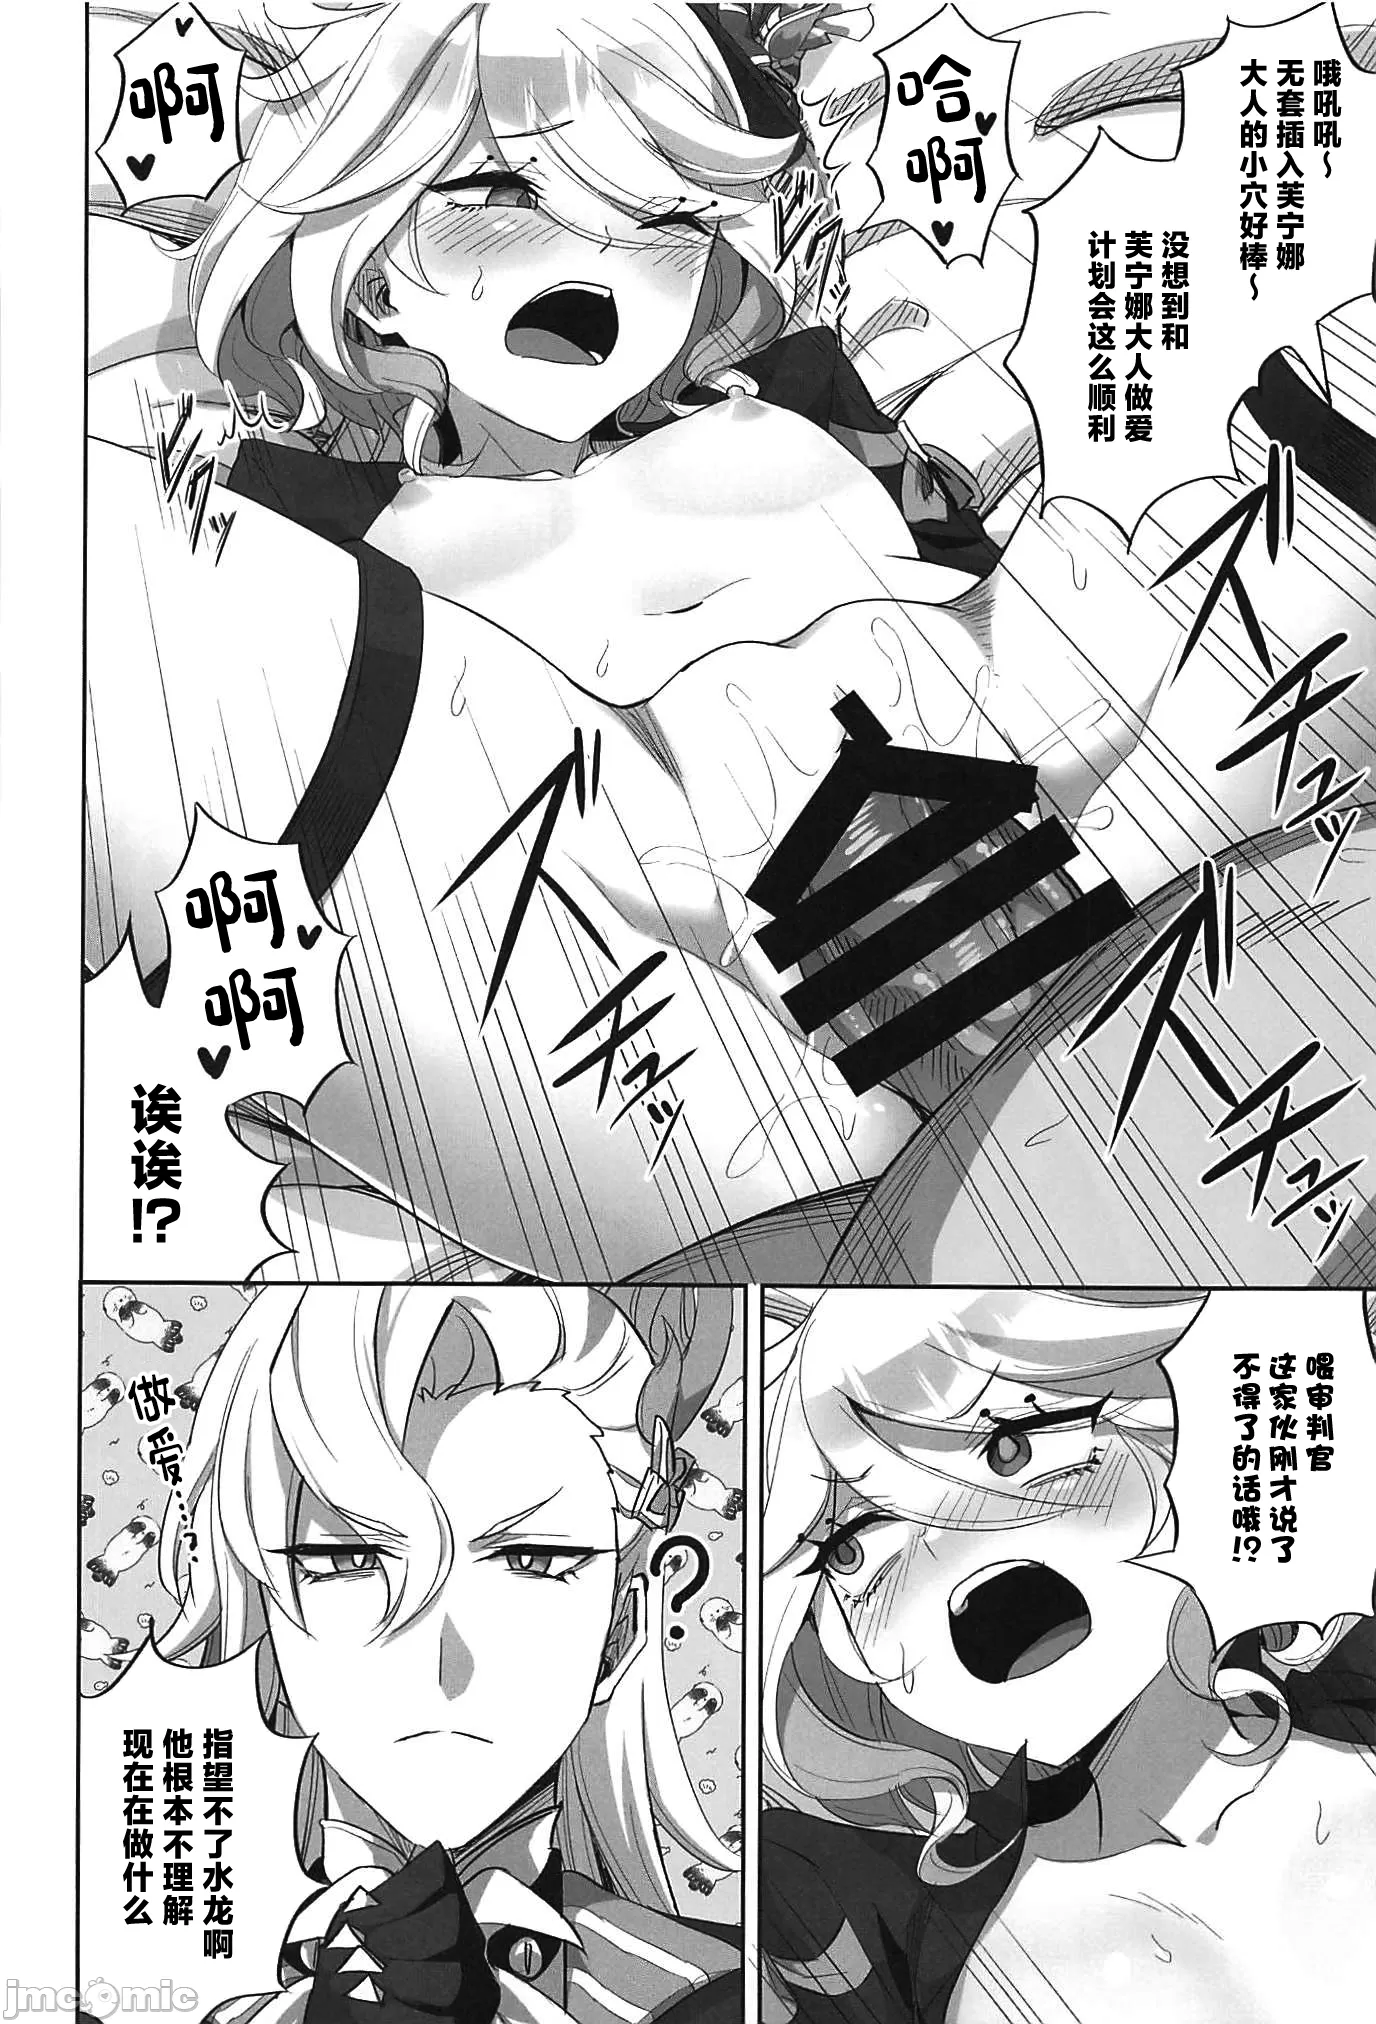 哦吼吼～
无套插入芙宁娜
大人的小穴好棒～
没想到和
芙宁娜大人做爱
计划会这么顺利
哈
啊
啊
ズチュッ
ズチュッ
啊
啊
诶诶!?
喂审判官
这家伙刚才说了
不得了的话哦!?
做爱…?
?
指望不了水龙啊
他根本不理解
现在在做什么
jmcomic